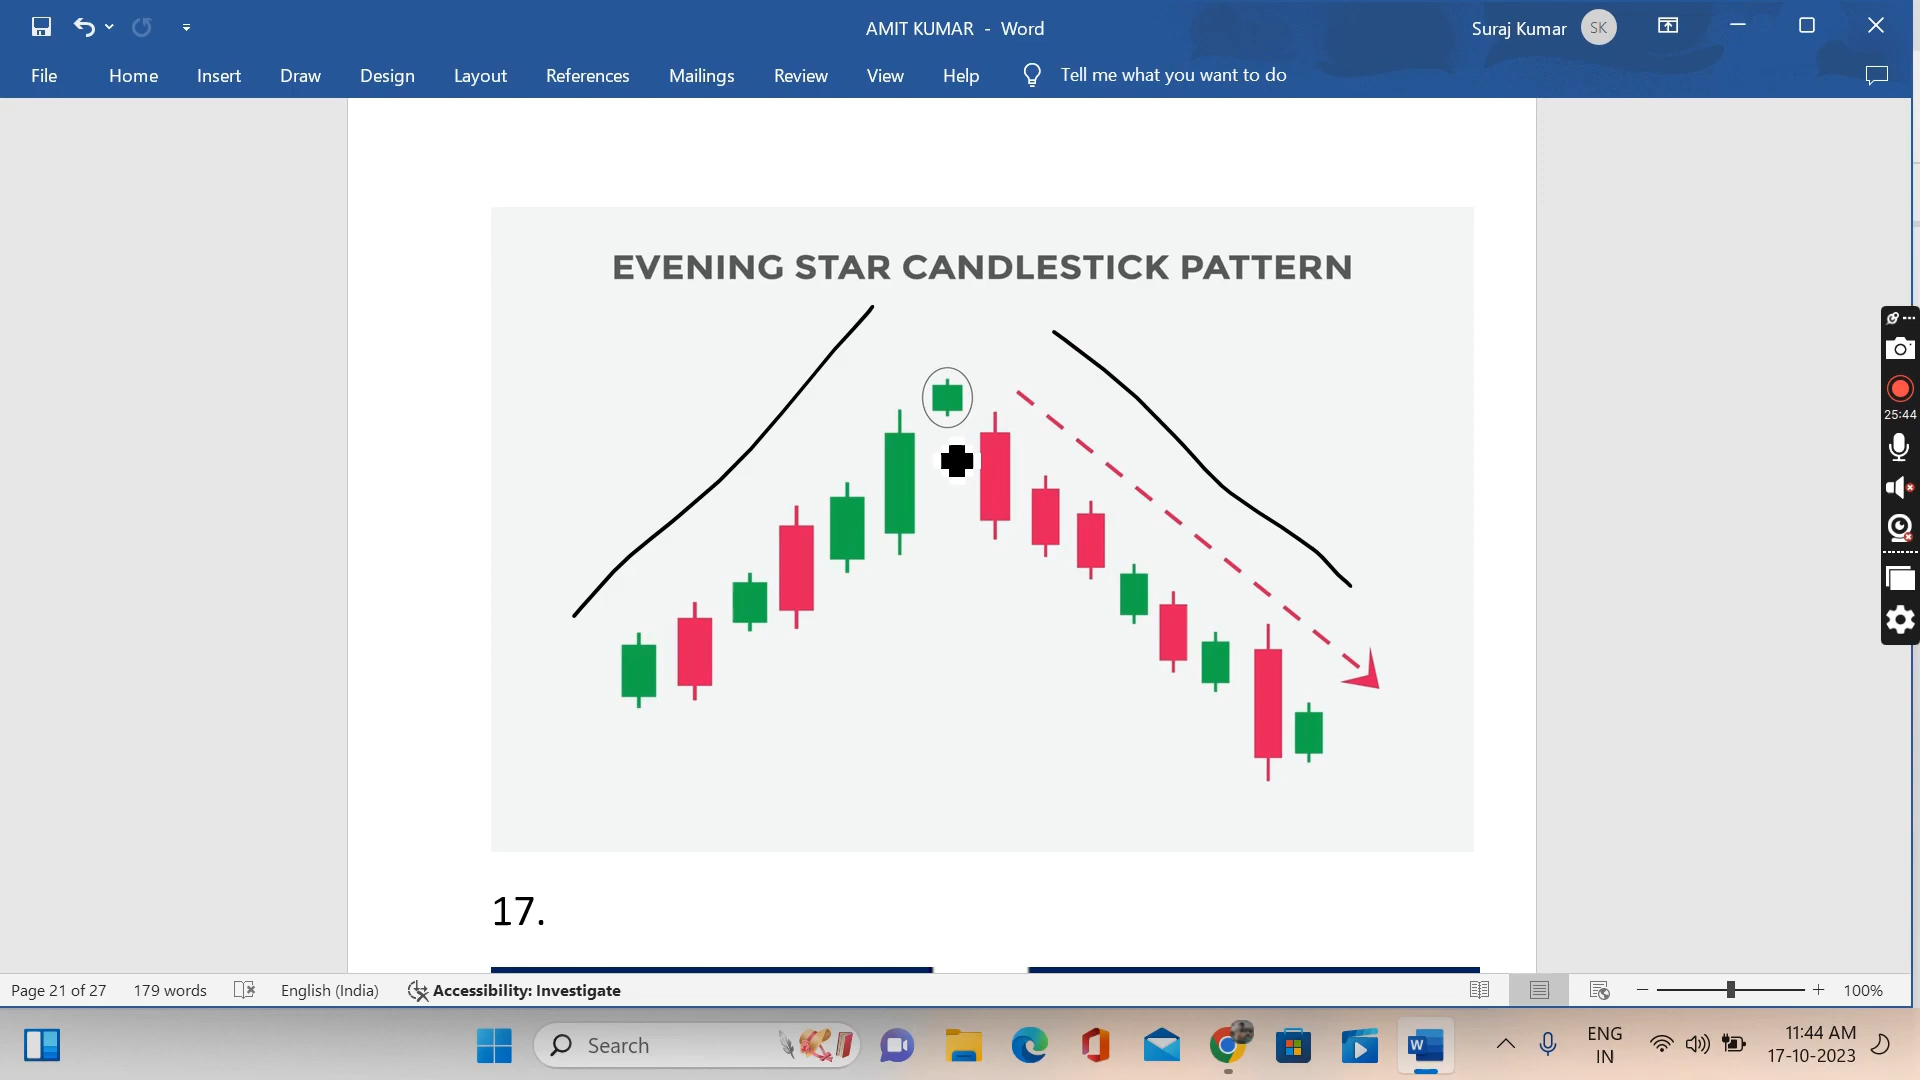 AMIT KUMAR - Word
Suraj Kumar
SK
File
Home
Insert
Draw
Design
Layout
References
Mailings
Review
View
Help
Tell me what you want to do
EVENING STAR CANDLESTICK PATTERN
25:44
17.
Page 21 of 27
179 words
English (India)
Accessibility: Investigate
100%
Search
W
ENG
IN
11:44 AM
17-10-2023